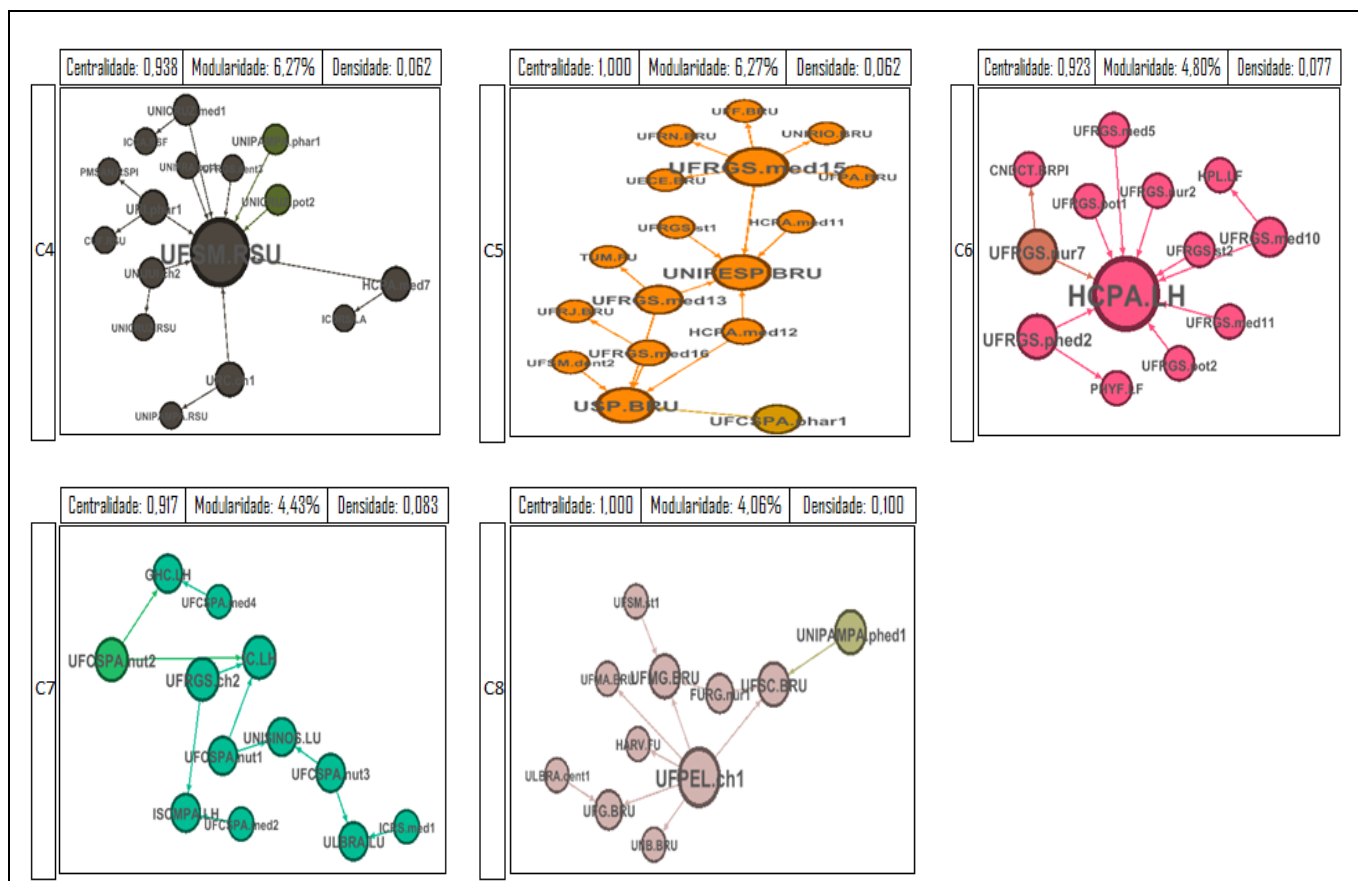 Centralidade: 0,938 Modularidade: 6,27% Densidade: 0,062
C4
PMSA
UFSM.RSU
HCPA.med7
Centralidade: 1,000 Modularidade: 6,27% Densidade: 0,062
C5
UFF.BRU
UFRN.BRU
UNIRIO.BRU
UFRGS.med15
UECE.BRU
UFPA.BRU
UFRGS.st1
HCPA.med11
TUM.FU
UNIFESP.BRU
UFRGS.med13
UFRJ.BRU
HCPA.med12
UFRGS.med16
UFSM.dent2
USP.BRU
UFCSPA.phar1
Centralidade: 0,923 Modularidade: 4,80% Densidade: 0,077
C6
UFRGS.med5
CNDCT.BRPI
HPL.LF
UFRGS.pot1
UFRGS.nur2
UFRGS.nur7
UFRGS.st2
UFRGS.med10
HCPA.LH
UFRGS.med11
UFRGS.phed2
UFRGS.pot2
PHYF.LF
Centralidade: 0,917 Modularidade: 4,43% Densidade: 0,083
C7
GHC.LH
UFCSPA.med4
UFCSPA.nut2
C.LH
UFRGS.ch2
UNISINOS.LU
UFCSPA.nut1
UFCSPA.nut3
ISCMPA.LH
UFCSPA.med2
ICFS.med1
ULBRA.LU
Centralidade: 1,000 Modularidade: 4,06% Densidade: 0,100
C8
UFSM.st1
UNIPAMPA.phed1
UFMA.BRU
UFMG.BRU
FURG.nur1
UFSC.BRU
HARV.FU
ULBRA.dent1
UFPEL.ch1
UFG.BRU
UNB.BRU